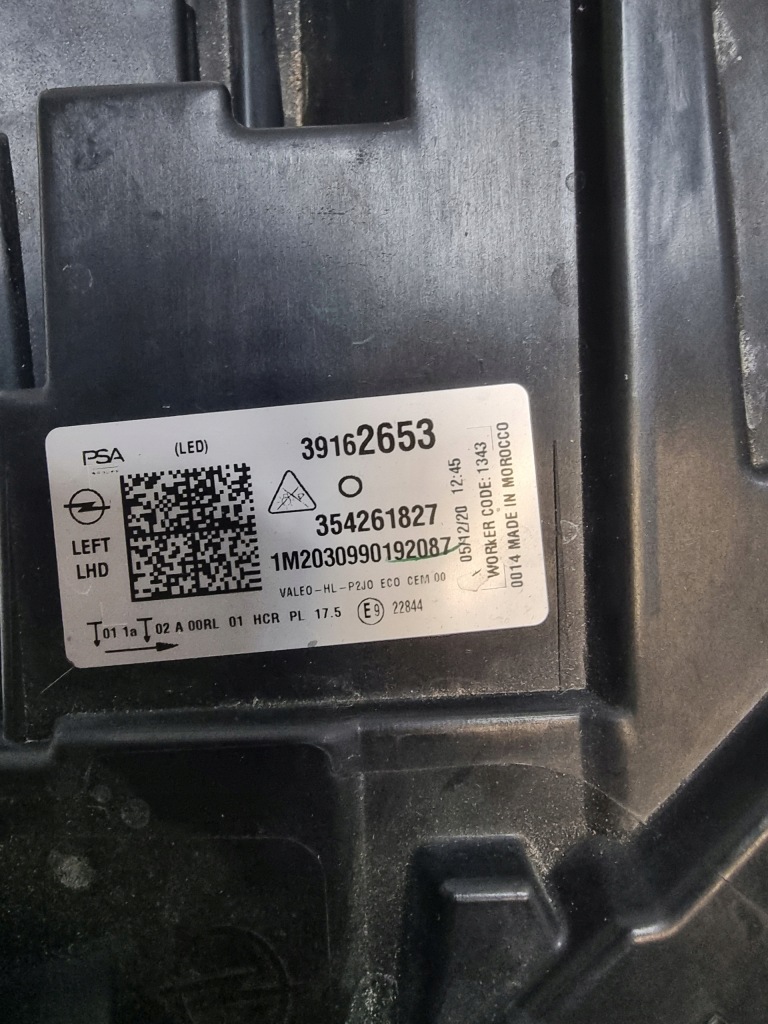 PSA
(LED)
39162653
LEFT
LHD
354261827
1M2030990192087
VALEO-HL-P2JO ECO CEM 00
01 1a 02 A 00RL 01 HCR PL 17.5 E9 22844
05/12/20 12:45
WORKER CODE: 1343
0014 MADE IN MOROCCO